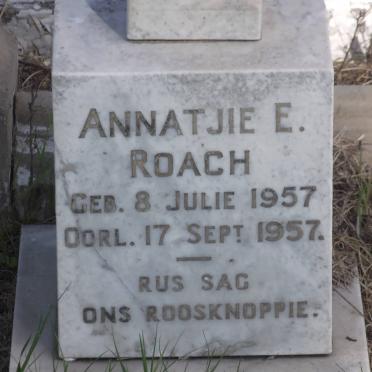 ANNATJIE E.
ROACH
GEB. 8 JULIE 1957
OORL. 17 SEPT 1957.
RUS SAG
ONS ROOSKNOPPIE.